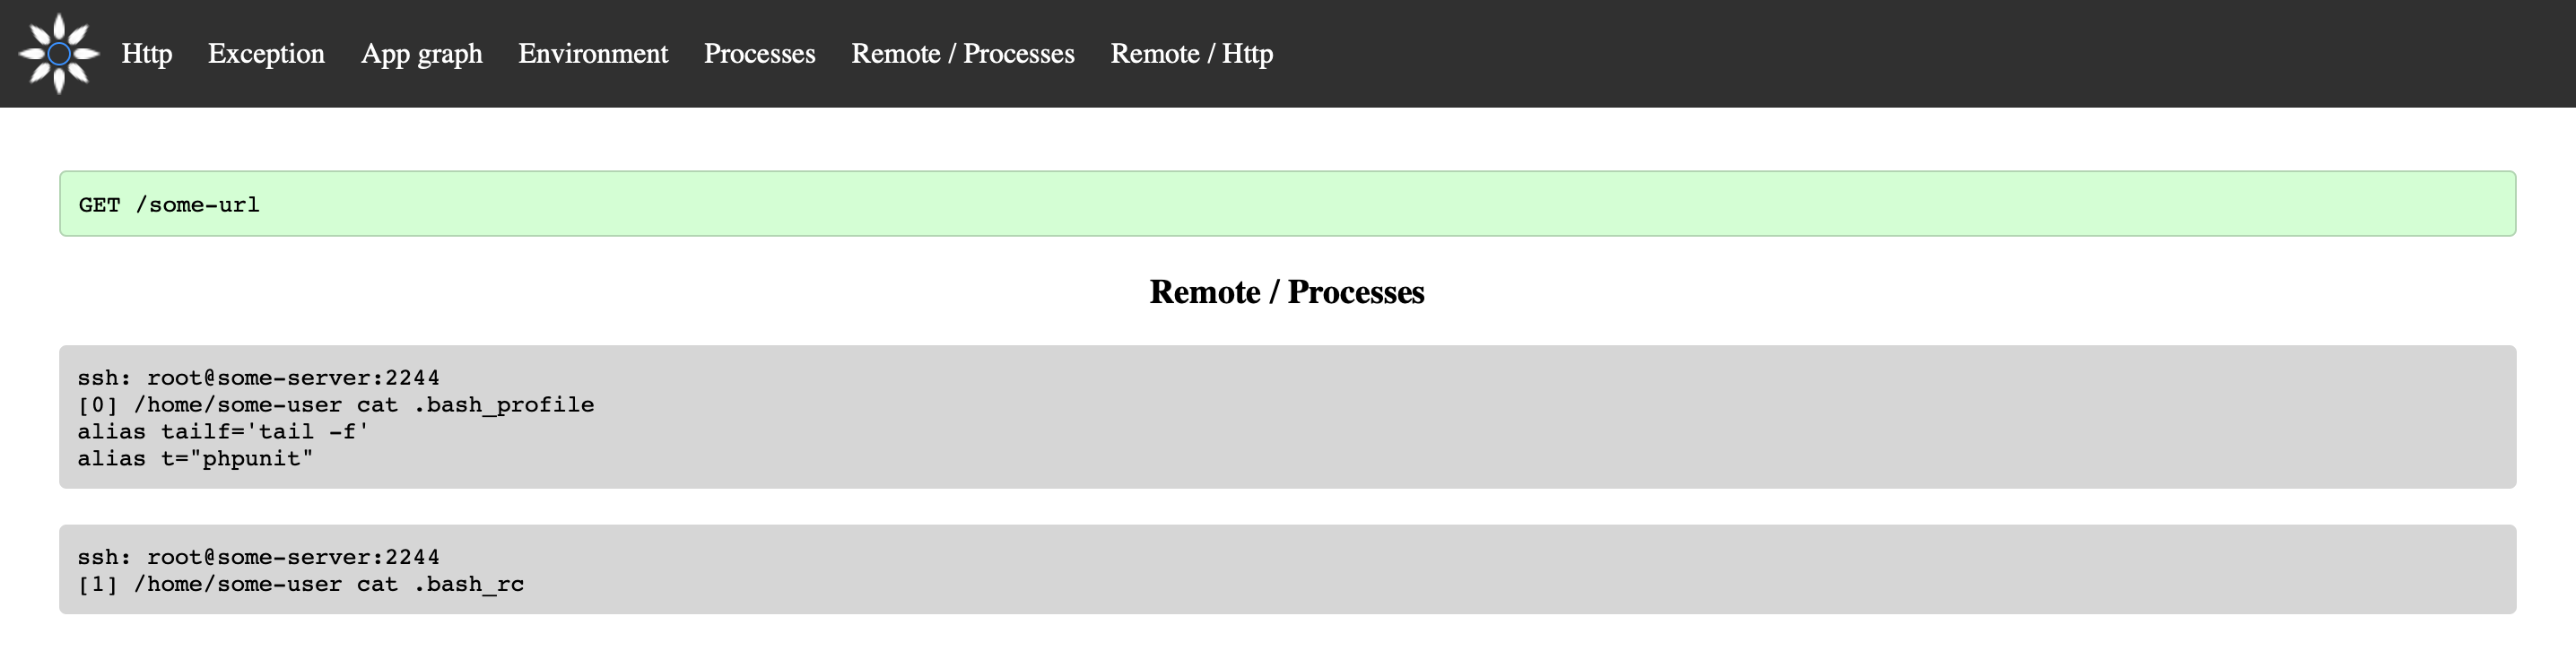 Http Exception App graph Environment Processes Remote / Processes Remote / Http
GET /some-url
Remote / Processes
ssh: root@some-server:2244
[0] /home/some-user cat .bash_profile
alias tailf='tail -f'
alias t="phpunit"
ssh: root@some-server:2244
[1] /home/some-user cat .bash_rc